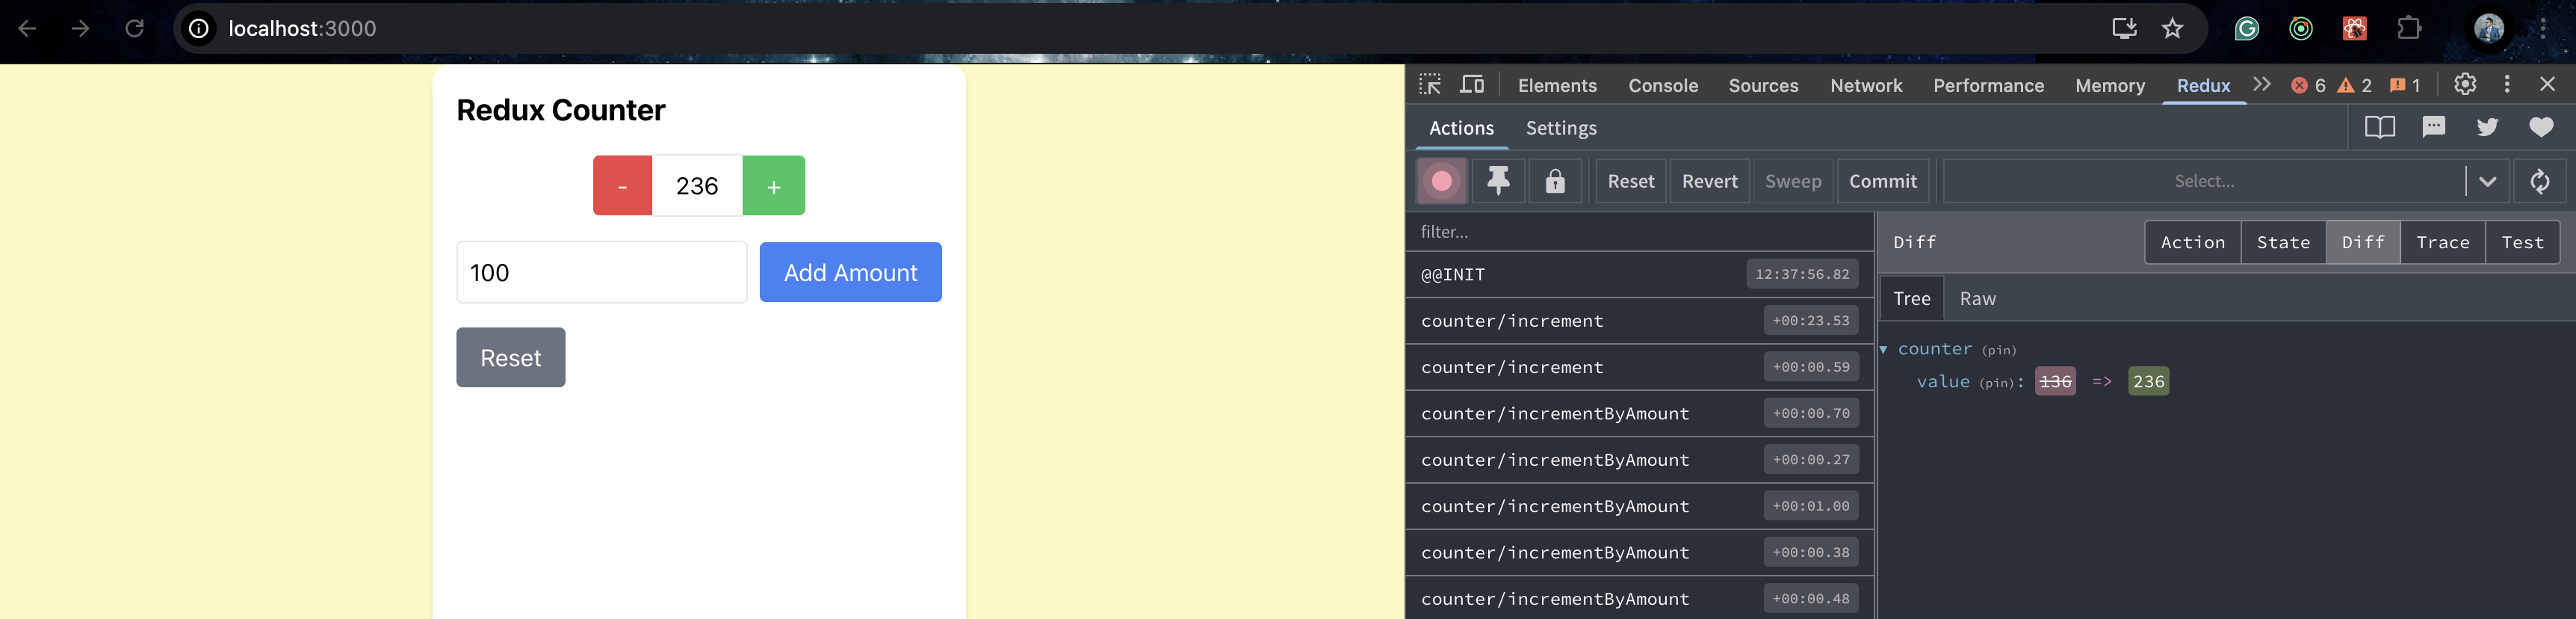 localhost:3000
Redux Counter
- 236 +
100 Add Amount
Reset
Elements Console Sources Network Performance Memory Redux 6 2 1
Actions Settings
Reset Revert Sweep Commit Select...
filter...
@@INIT 12:37:56.82
counter/increment +00:23.53
counter/increment +00:00.59
counter/incrementByAmount +00:00.70
counter/incrementByAmount +00:00.27
counter/incrementByAmount +00:01.00
counter/incrementByAmount +00:00.38
counter/incrementByAmount +00:00.48
Diff Action State Diff Trace Test
Tree Raw
▼ counter (pin)
value (pin): 136 => 236